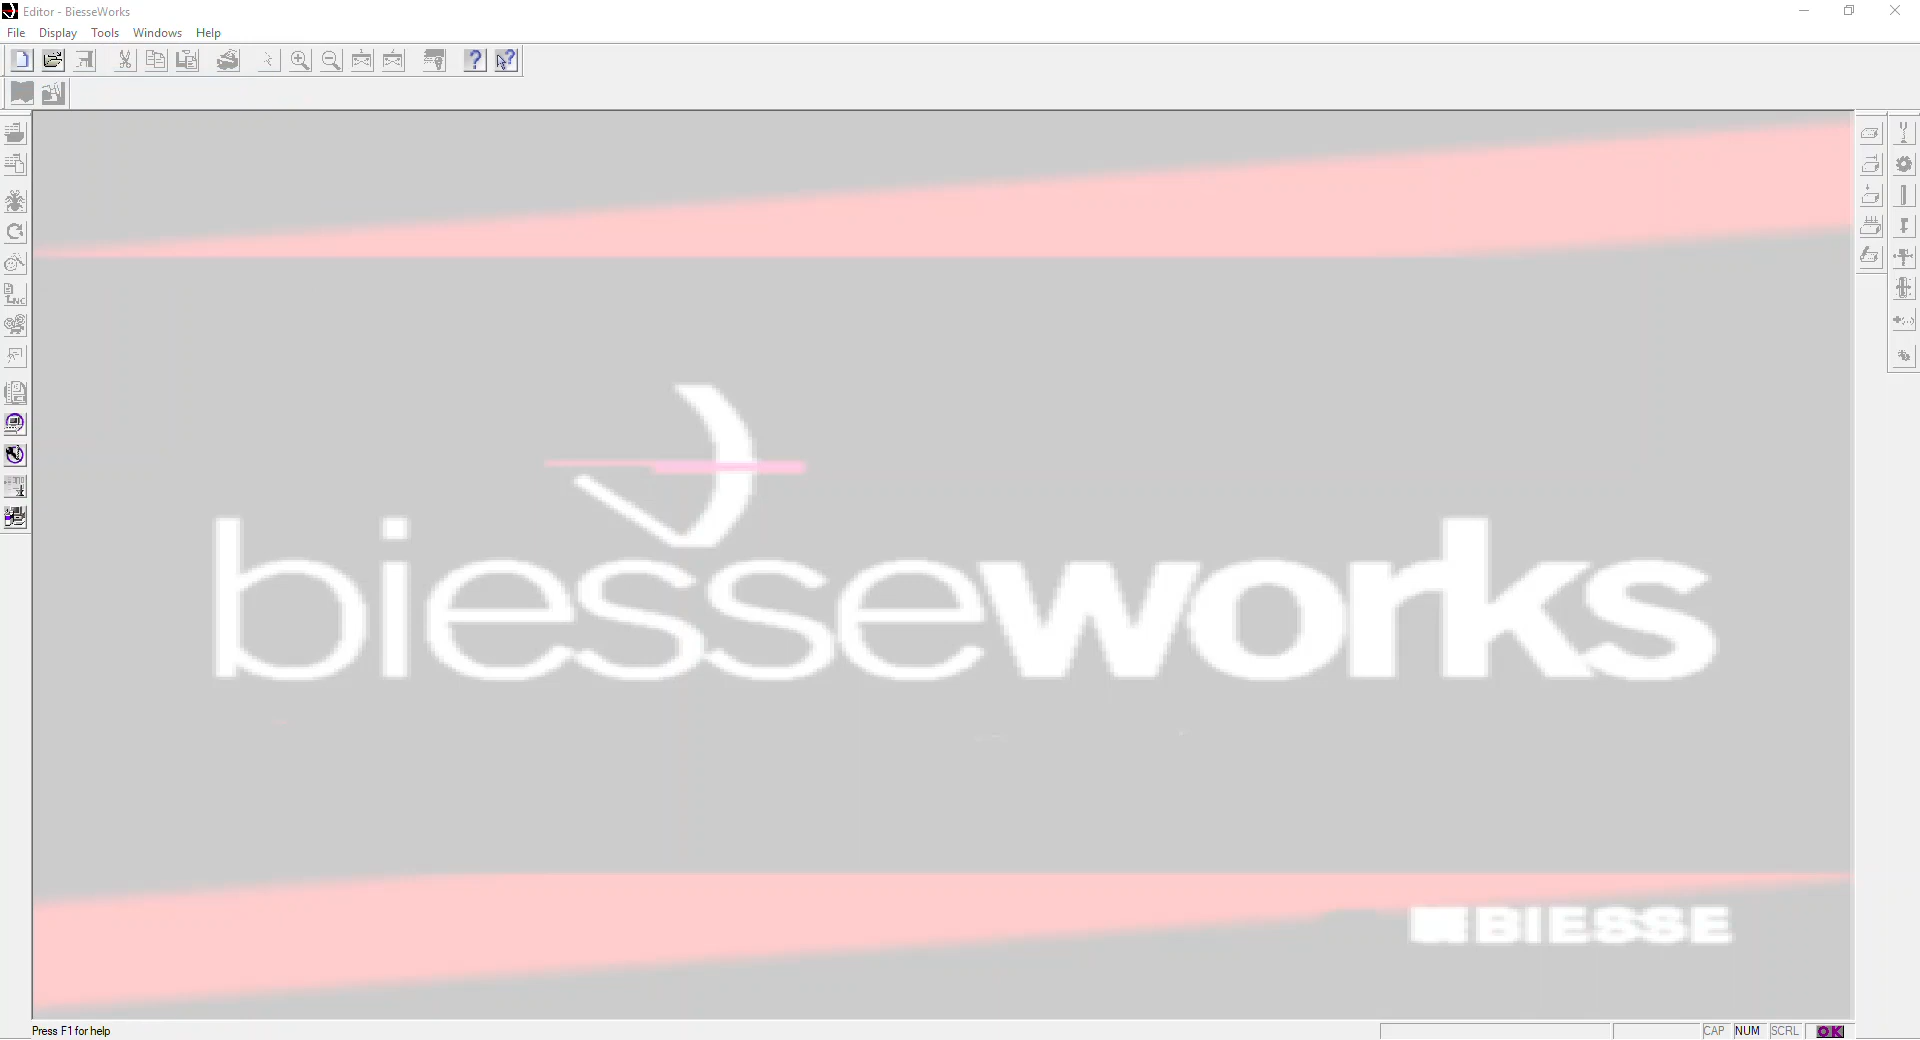 Editor - BiesseWorks
File Display Tools Windows Help
biesseworks
BIESSE
Press F1 for help
CAP NUM SCRL OK